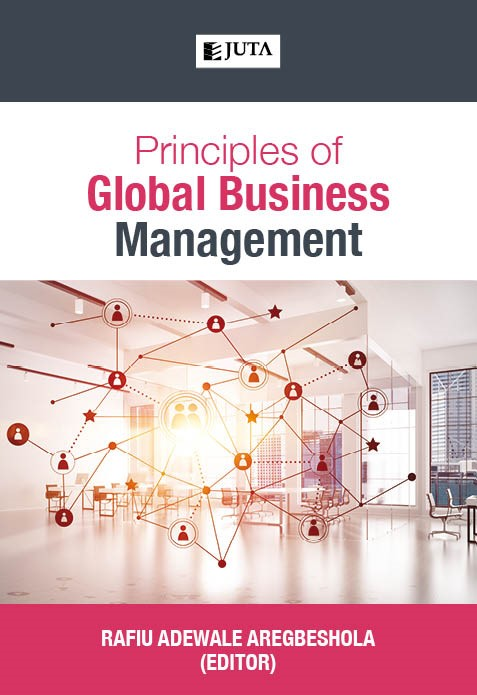 JUTA
Principles of
Global Business
Management
RAFIU ADEWALE AREGBESHOLA
(EDITOR)